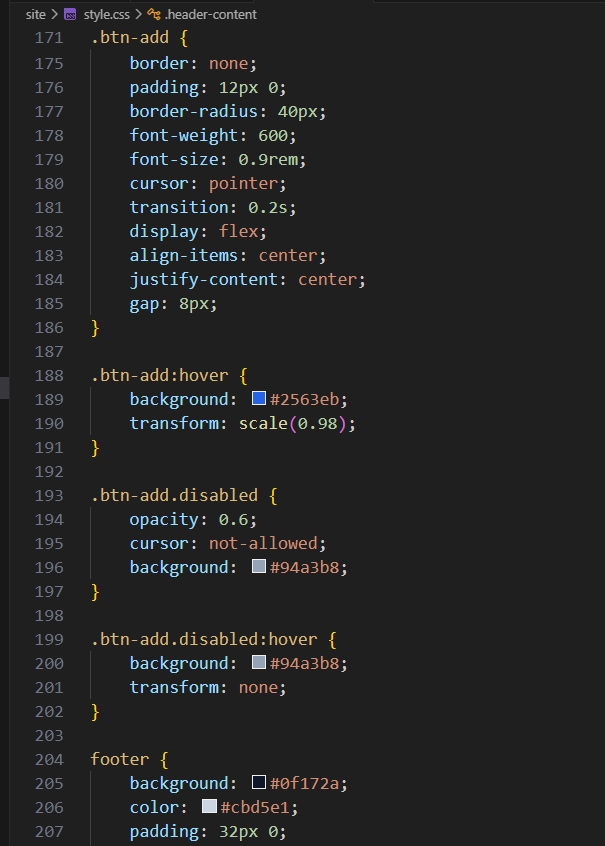 site > style.css > .header-content
171 .btn-add {
175 border: none;
176 padding: 12px 0;
177 border-radius: 40px;
178 font-weight: 600;
179 font-size: 0.9rem;
180 cursor: pointer;
181 transition: 0.2s;
182 display: flex;
183 align-items: center;
184 justify-content: center;
185 gap: 8px;
186 }
187
188 .btn-add:hover {
189 background: #2563eb;
190 transform: scale(0.98);
191 }
192
193 .btn-add.disabled {
194 opacity: 0.6;
195 cursor: not-allowed;
196 background: #94a3b8;
197 }
198
199 .btn-add.disabled:hover {
200 background: #94a3b8;
201 transform: none;
202 }
203
204 footer {
205 background: #0f172a;
206 color: #cbd5e1;
207 padding: 32px 0;